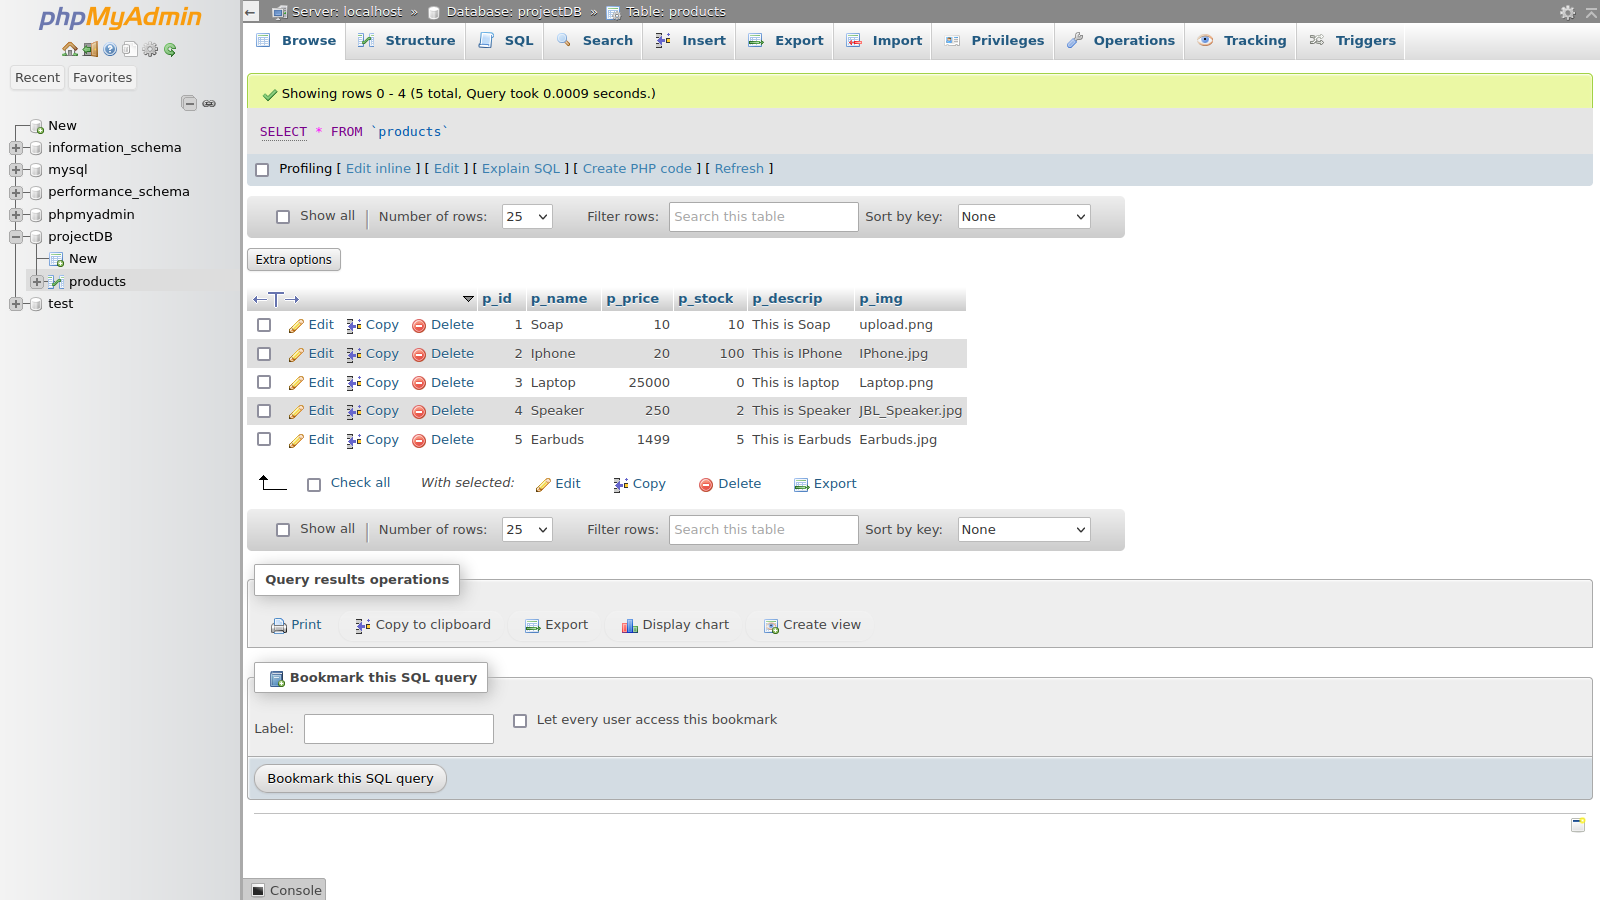 phpMyAdmin
Recent Favorites
New
information_schema
mysql
performance_schema
phpmyadmin
projectDB
New
products
test
Server: localhost » Database: projectDB » Table: products
Browse Structure SQL Search Insert Export Import Privileges Operations Tracking Triggers
Showing rows 0 - 4 (5 total, Query took 0.0009 seconds.)
SELECT * FROM `products`
Profiling [ Edit inline ] [ Edit ] [ Explain SQL ] [ Create PHP code ] [ Refresh ]
Show all | Number of rows: 25 Filter rows: Search this table Sort by key: None
Extra options
←T→ p_id p_name p_price p_stock p_descrip p_img
Edit Copy Delete 1 Soap 10 10 This is Soap upload.png
Edit Copy Delete 2 Iphone 20 100 This is IPhone IPhone.jpg
Edit Copy Delete 3 Laptop 25000 0 This is laptop Laptop.png
Edit Copy Delete 4 Speaker 250 2 This is Speaker JBL_Speaker.jpg
Edit Copy Delete 5 Earbuds 1499 5 This is Earbuds Earbuds.jpg
Check all With selected: Edit Copy Delete Export
Show all | Number of rows: 25 Filter rows: Search this table Sort by key: None
Query results operations
Print Copy to clipboard Export Display chart Create view
Bookmark this SQL query
Label: Let every user access this bookmark
Bookmark this SQL query
Console